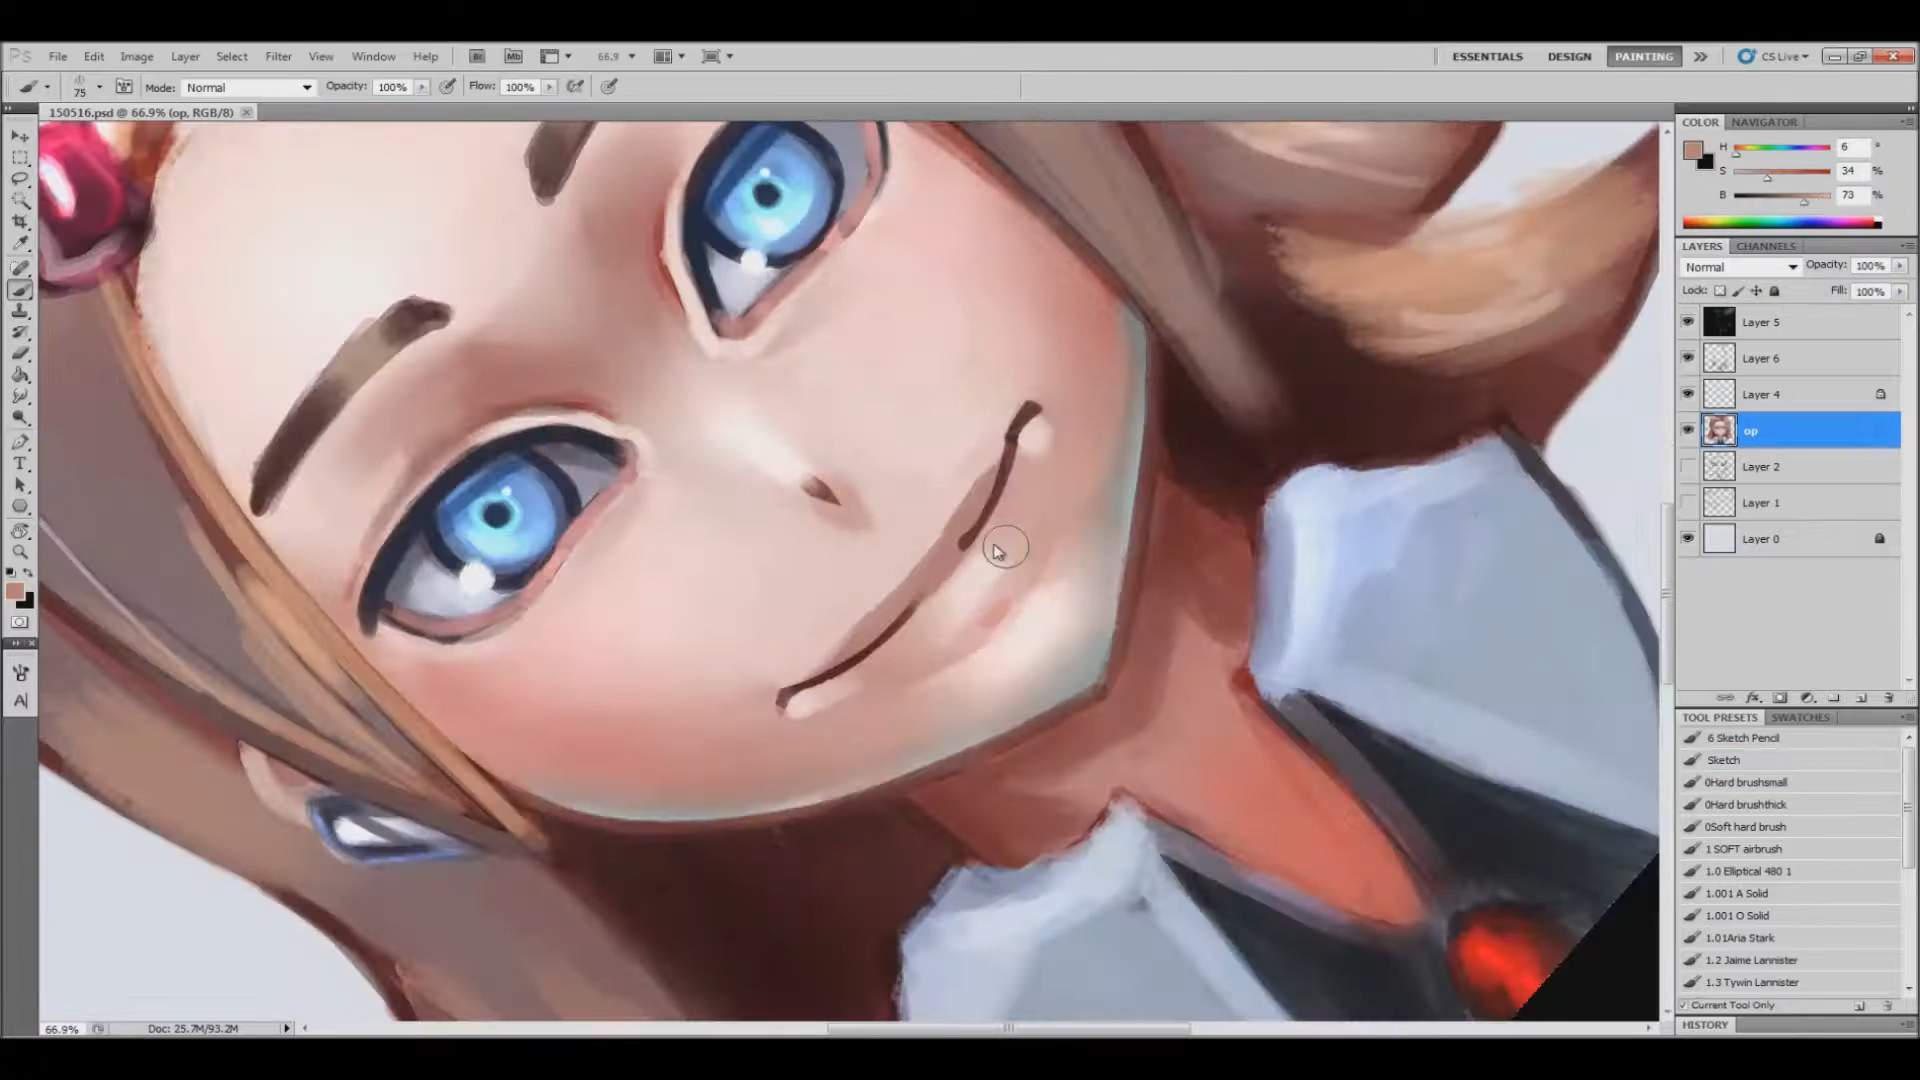 Ps File Edit Image Layer Select Filter View Window Help Br Mb 66.9 ESSENTIALS DESIGN PAINTING CS Live
75 Mode: Normal Opacity: 100% Flow: 100%
150516.psd @ 66.9% (op, RGB/8)
COLOR NAVIGATOR
H 6 °
S 34 %
B 73 %
LAYERS CHANNELS
Normal Opacity: 100%
Lock: Fill: 100%
Layer 5
Layer 6
Layer 4
op
Layer 2
Layer 1
Layer 0
TOOL PRESETS SWATCHES
6 Sketch Pencil
Sketch
0Hard brushsmall
0Hard brushthick
0Soft hard brush
1 SOFT airbrush
1.0 Elliptical 480 1
1.001 A Solid
1.001 O Solid
1.01Aria Stark
1.2 Jaime Lannister
1.3 Tywin Lannister
Current Tool Only
HISTORY
66.9% Doc: 25.7M/93.2M